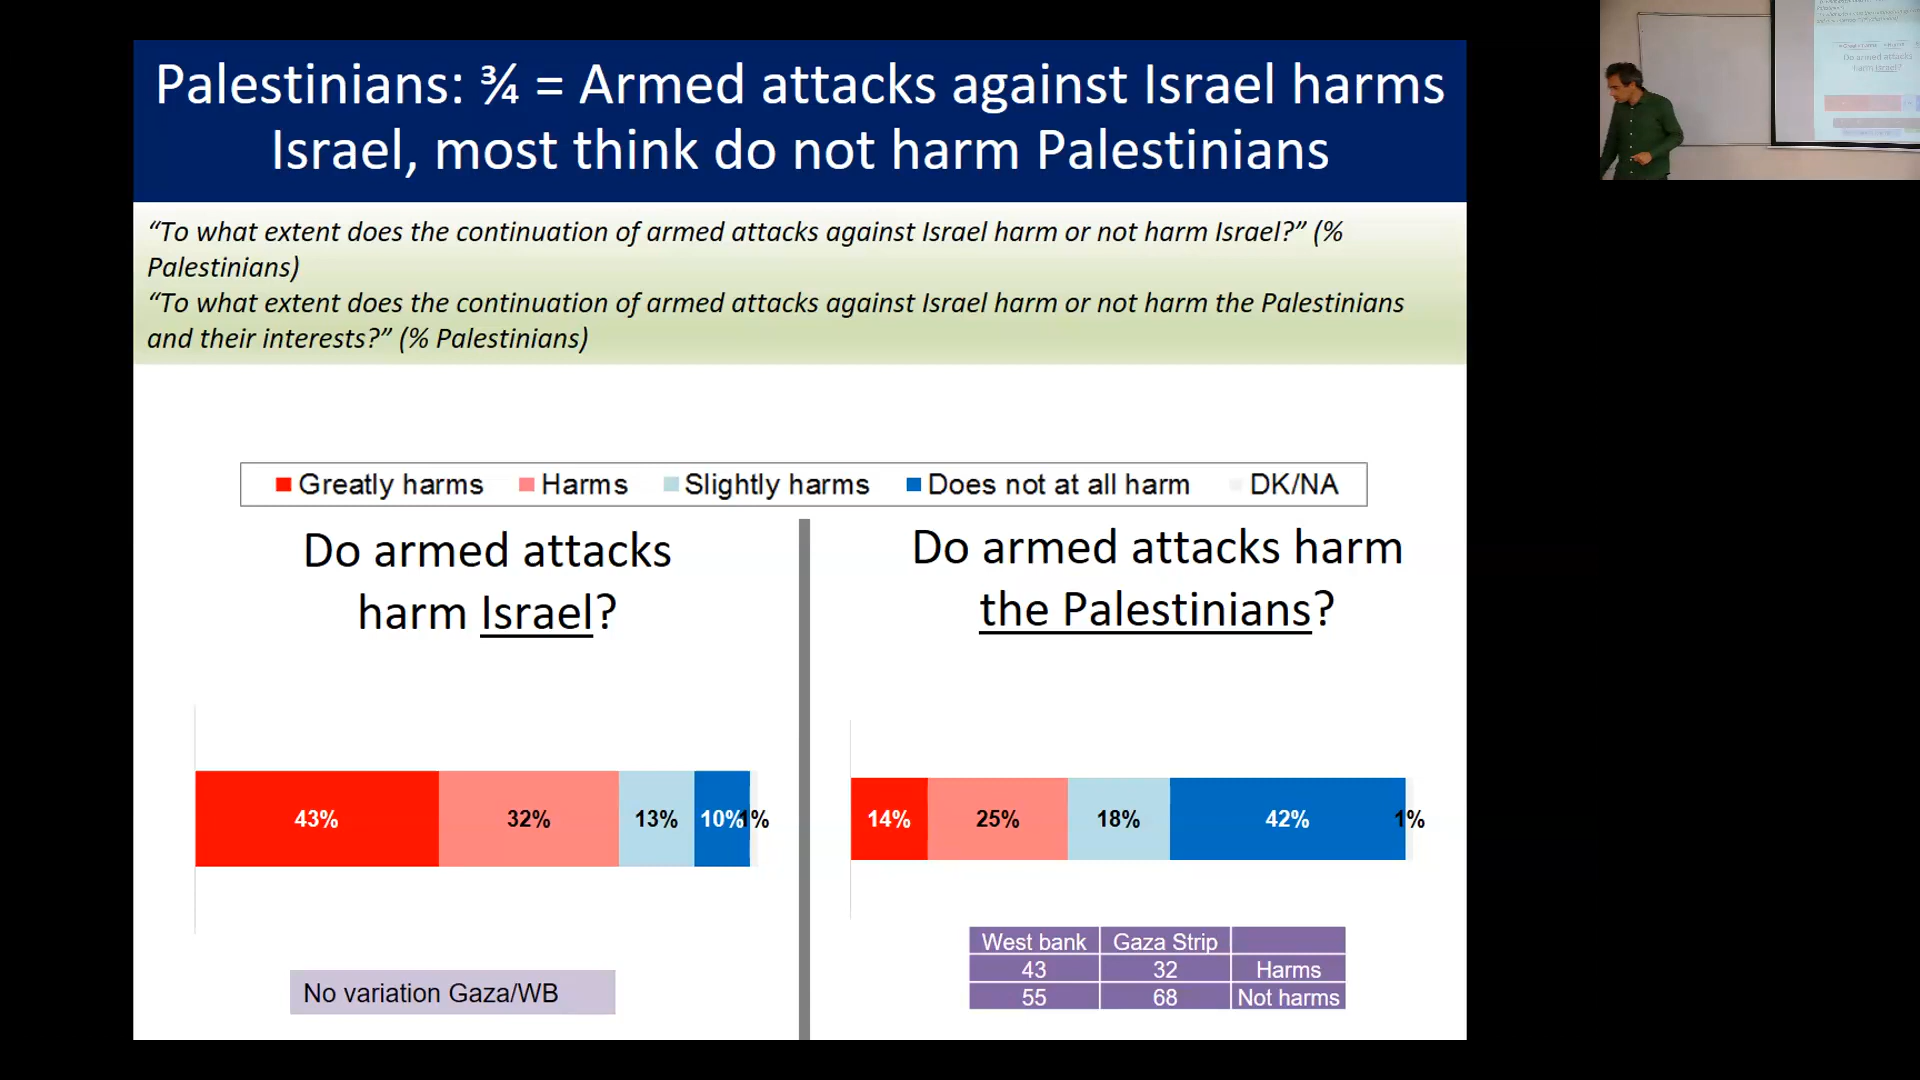 Palestinians: ¾ = Armed attacks against Israel harms
Israel, most think do not harm Palestinians
“To what extent does the continuation of armed attacks against Israel harm or not harm Israel?” (%
Palestinians)
“To what extent does the continuation of armed attacks against Israel harm or not harm the Palestinians
and their interests?” (% Palestinians)
Greatly harms Harms Slightly harms Does not at all harm DK/NA
Do armed attacks
harm Israel?
43% 32% 13% 10% 1%
No variation Gaza/WB
Do armed attacks harm
the Palestinians?
14% 25% 18% 42% 1%
West bank Gaza Strip
43 32 Harms
55 68 Not harms
Do armed attacks
harm Israel?